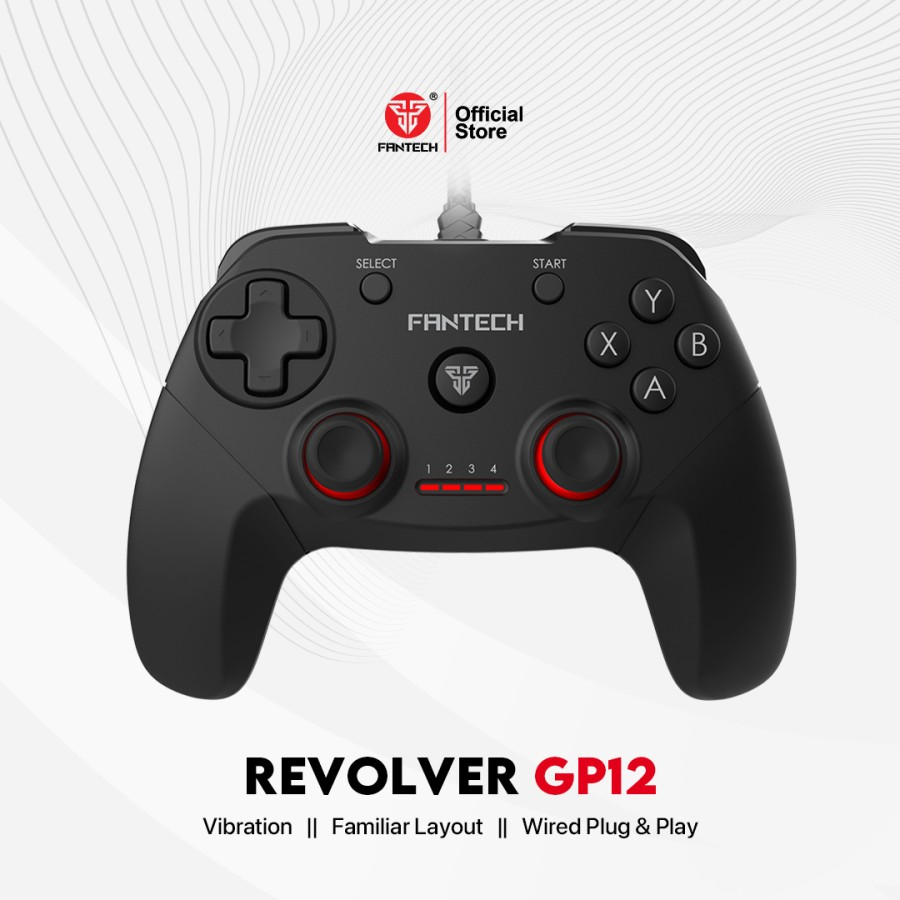 FANTECH
®
Official
Store
SELECT
START
FANTECH
Y
X
B
A
1 2 3 4
REVOLVER GP12
Vibration || Familiar Layout || Wired Plug & Play